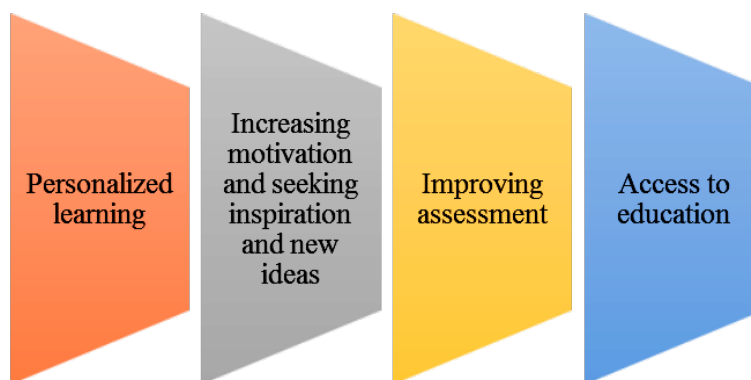 Personalized
learning
Increasing
motivation
and seeking
inspiration
and new
ideas
Improving
assessment
Access to
education